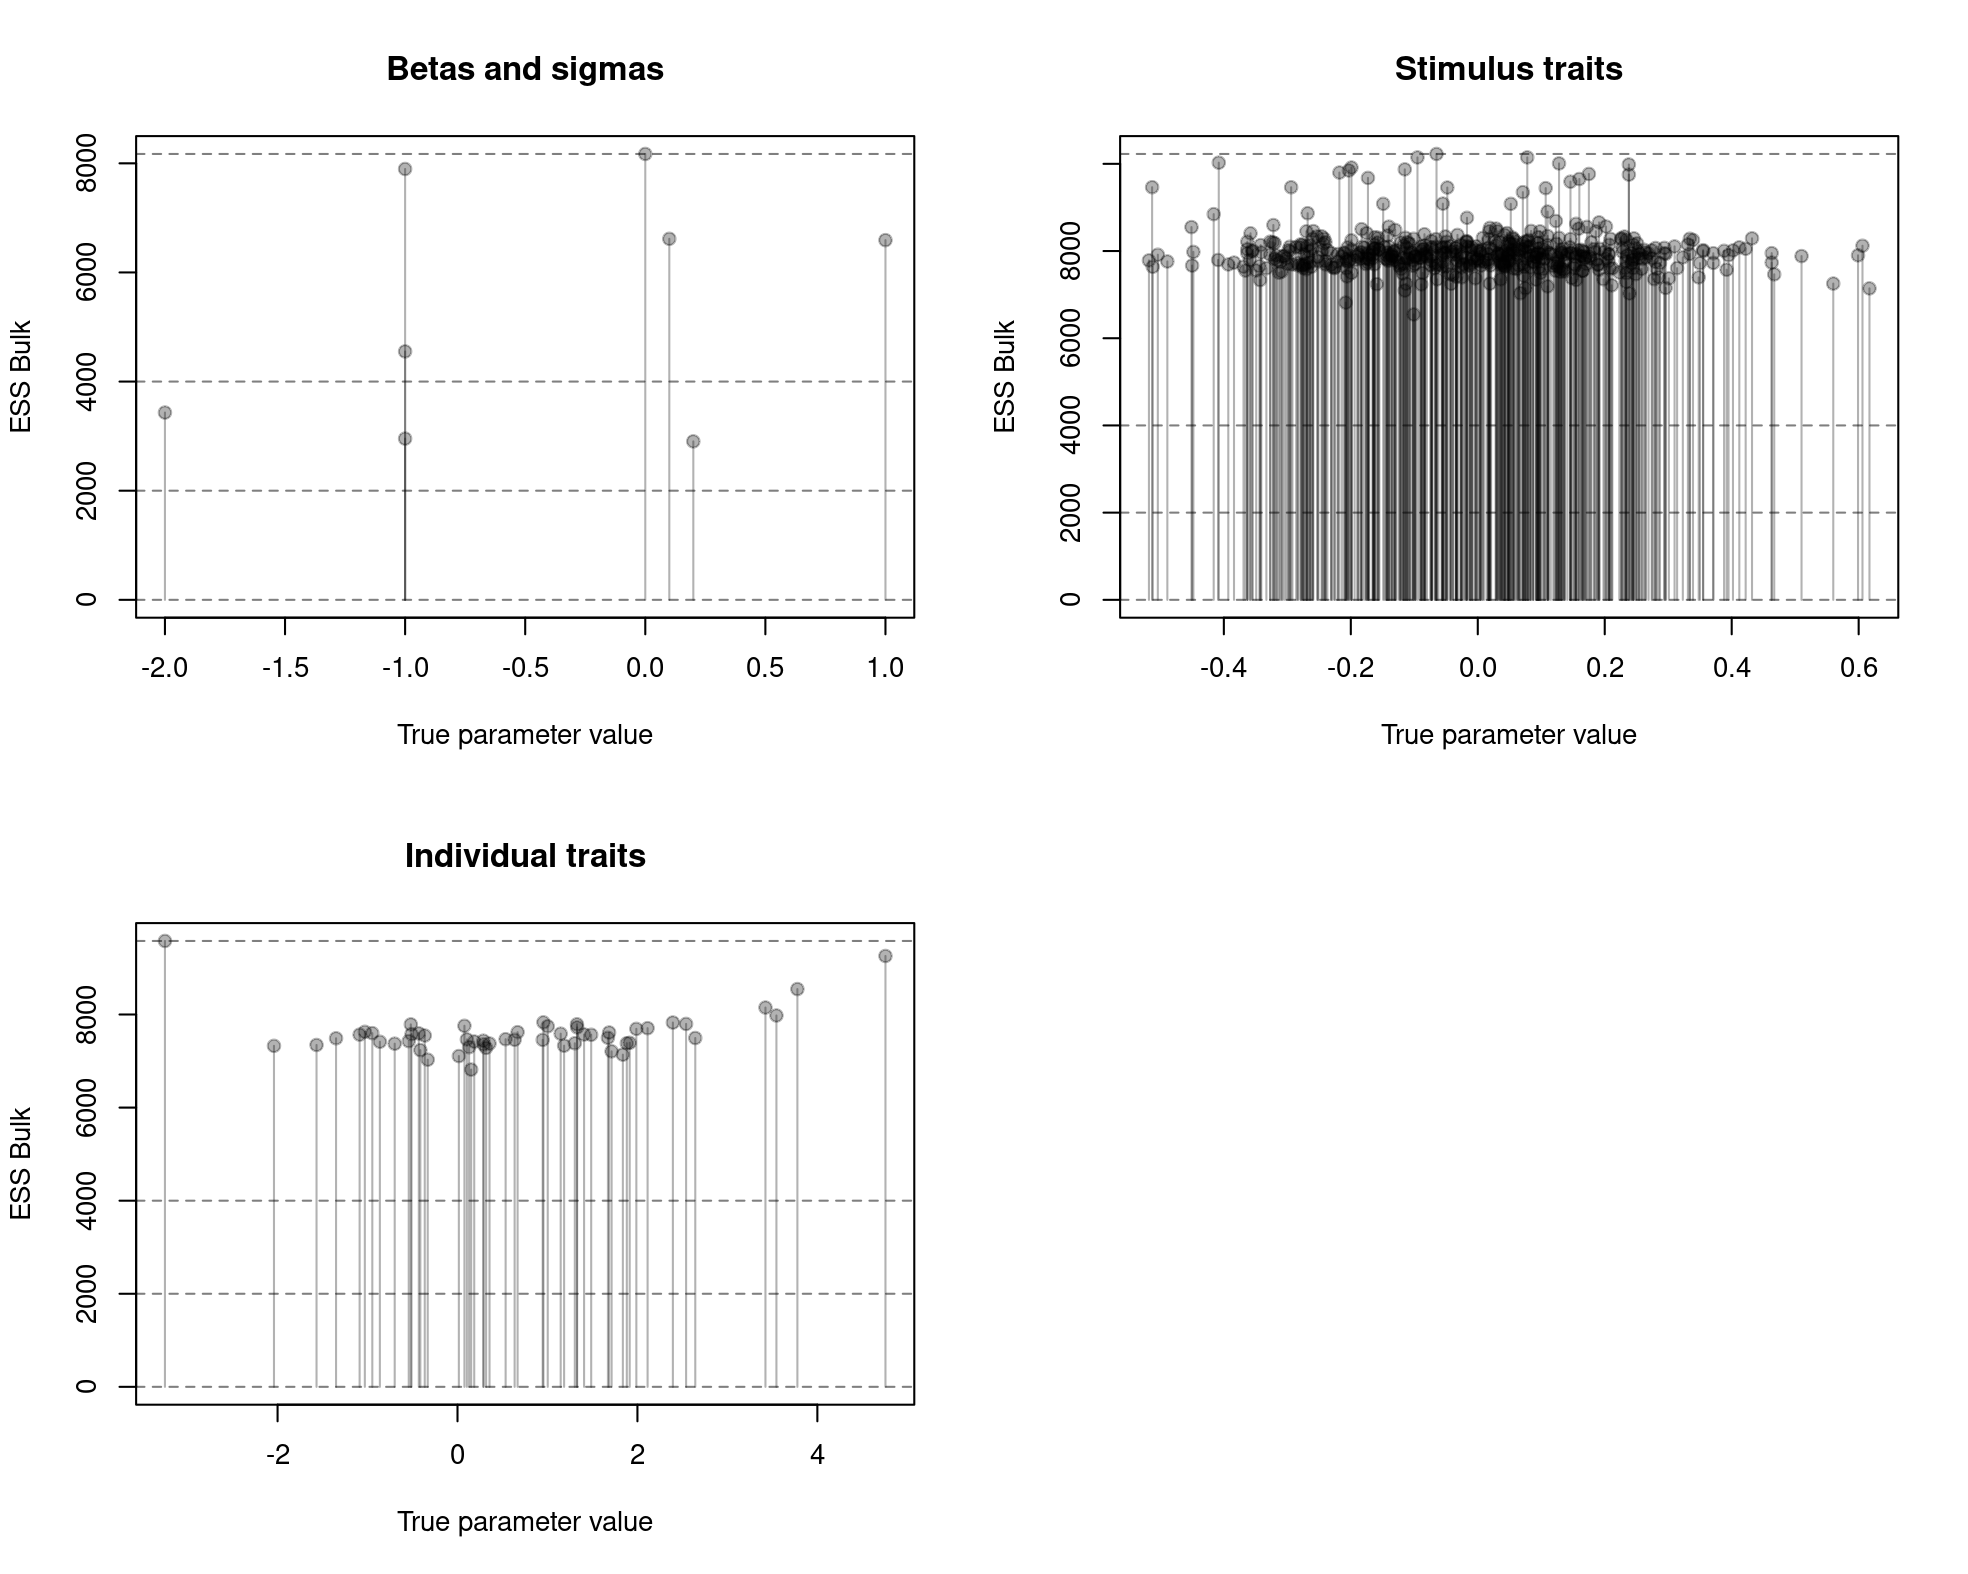 Betas and sigmas
ESS Bulk
8000
6000
4000
2000
0
-2.0 -1.5 -1.0 -0.5 0.0 0.5 1.0
True parameter value
Stimulus traits
ESS Bulk
8000
6000
4000
2000
0
-0.4 -0.2 0.0 0.2 0.4 0.6
True parameter value
Individual traits
ESS Bulk
8000
6000
4000
2000
0
-2 0 2 4
True parameter value